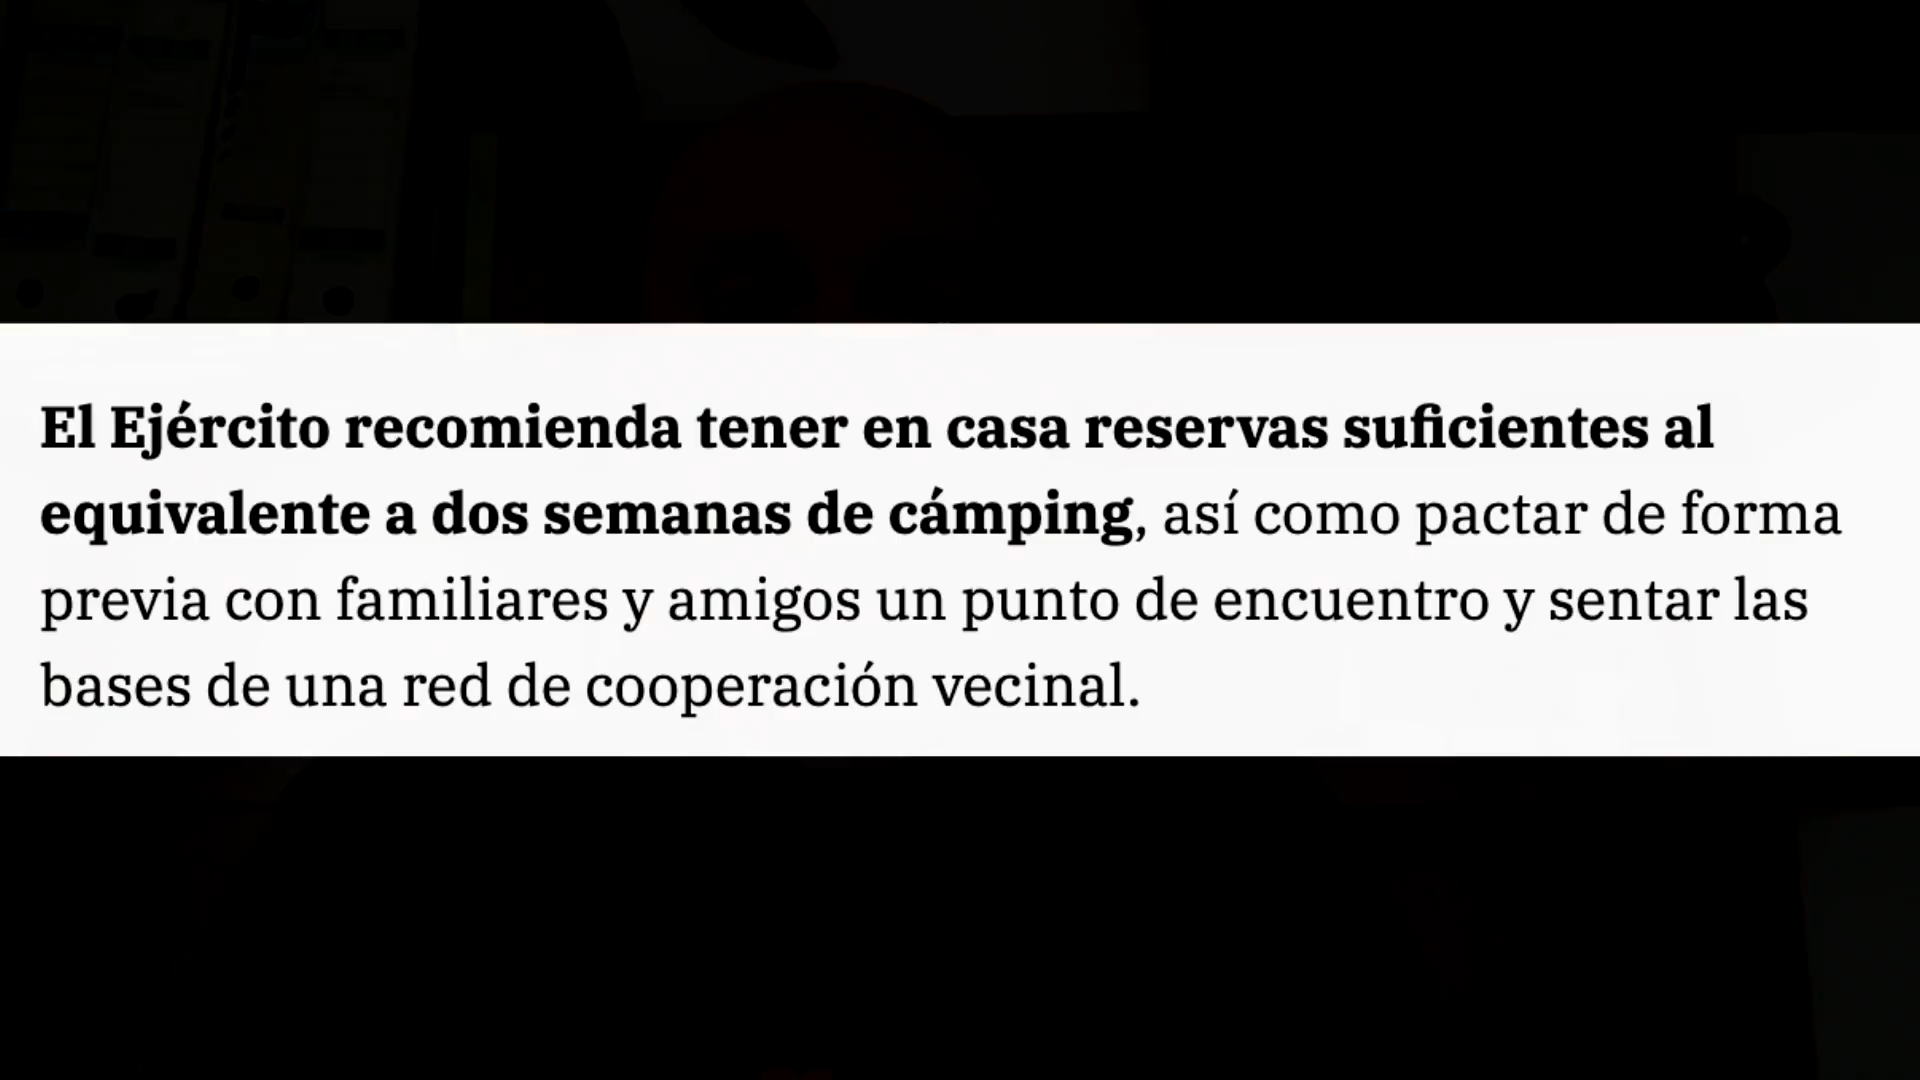 El Ejército recomienda tener en casa reservas suficientes al
equivalente a dos semanas de cámping, así como pactar de forma
previa con familiares y amigos un punto de encuentro y sentar las
bases de una red de cooperación vecinal.